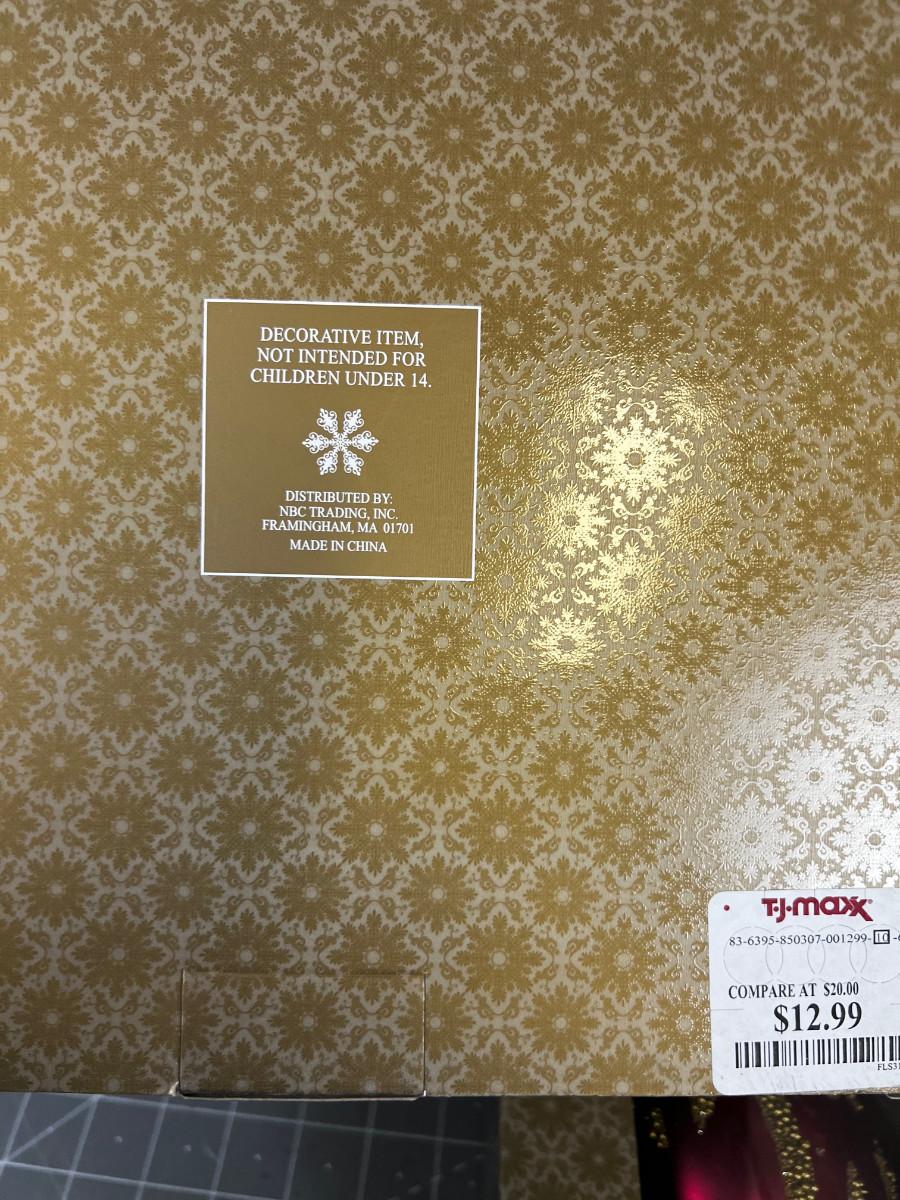 DECORATIVE ITEM,
NOT INTENDED FOR
CHILDREN UNDER 14.
DISTRIBUTED BY:
NBC TRADING, INC.
FRAMINGHAM, MA 01701
MADE IN CHINA
T·J·maxx®
83-6395-850307-001299-10
COMPARE AT $20.00
$12.99